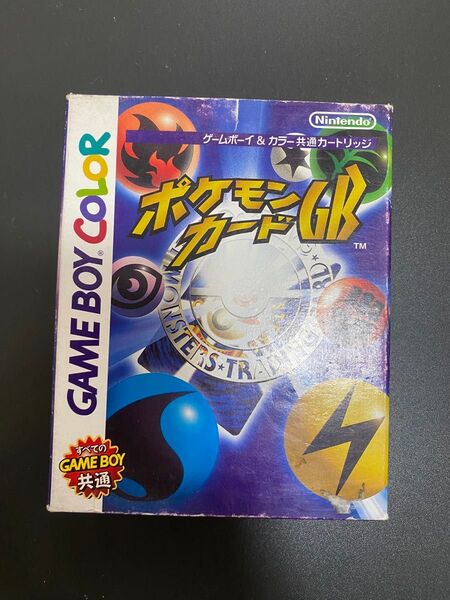 Nintendo
ゲームボーイ & カラー共通カートリッジ
GAME BOY COLOR
ポケモン
カードGB
TM
MONSTERS★TRADING
すべての
GAME BOY
共通